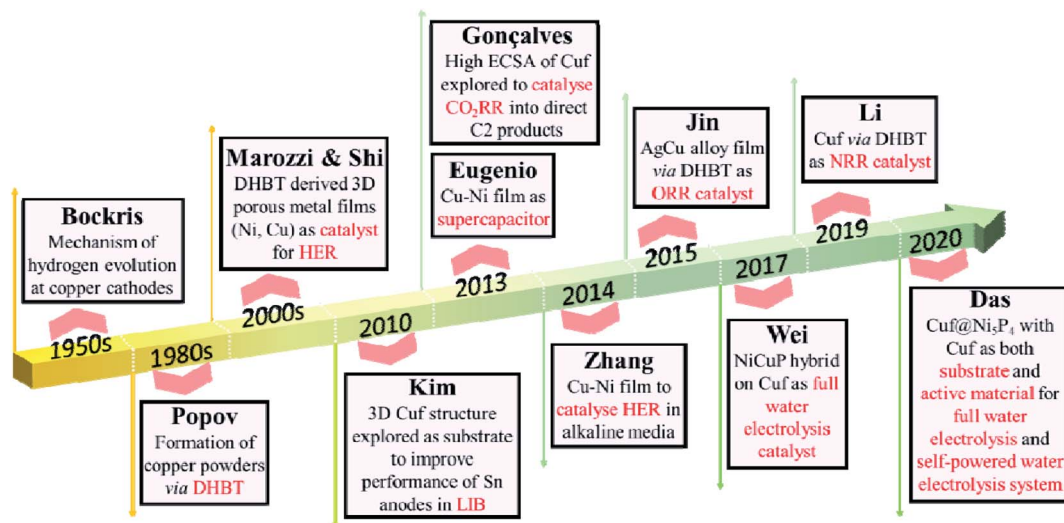 Bockris
Mechanism of
hydrogen evolution
at copper cathodes
1950s
1980s
Popov
Formation of
copper powders
via DHBT
Marozzi & Shi
DHBT derived 3D
porous metal films
(Ni, Cu) as catalyst
for HER
2000s
2010
Kim
3D Cuf structure
explored as substrate
to improve
performance of Sn
anodes in LIB
Gonçalves
High ECSA of Cuf
explored to catalyse
CO₂RR into direct
C2 products
Eugenio
Cu-Ni film as
supercapacitor
2013
2014
Zhang
Cu-Ni film to
catalyse HER in
alkaline media
Jin
AgCu alloy film
via DHBT as
ORR catalyst
2015
2017
Wei
NiCuP hybrid
on Cuf as full
water
electrolysis
catalyst
Li
Cuf via DHBT
as NRR catalyst
2019
2020
Das
Cuf@Ni₅P₄ with
Cuf as both
substrate and
active material for
full water
electrolysis and
self-powered water
electrolysis system